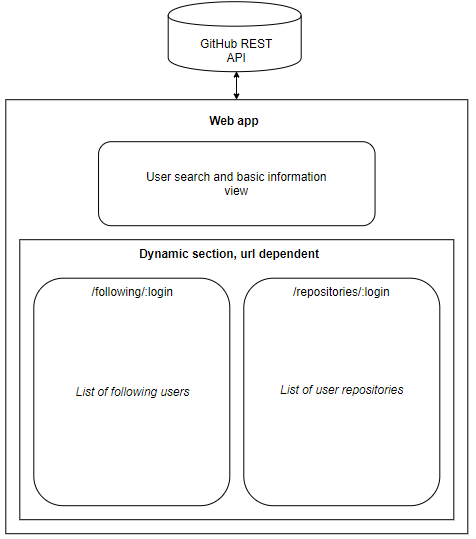 GitHub REST
API
Web app
User search and basic information
view
Dynamic section, url dependent
/following/:login
/repositories/:login
List of following users
List of user repositories